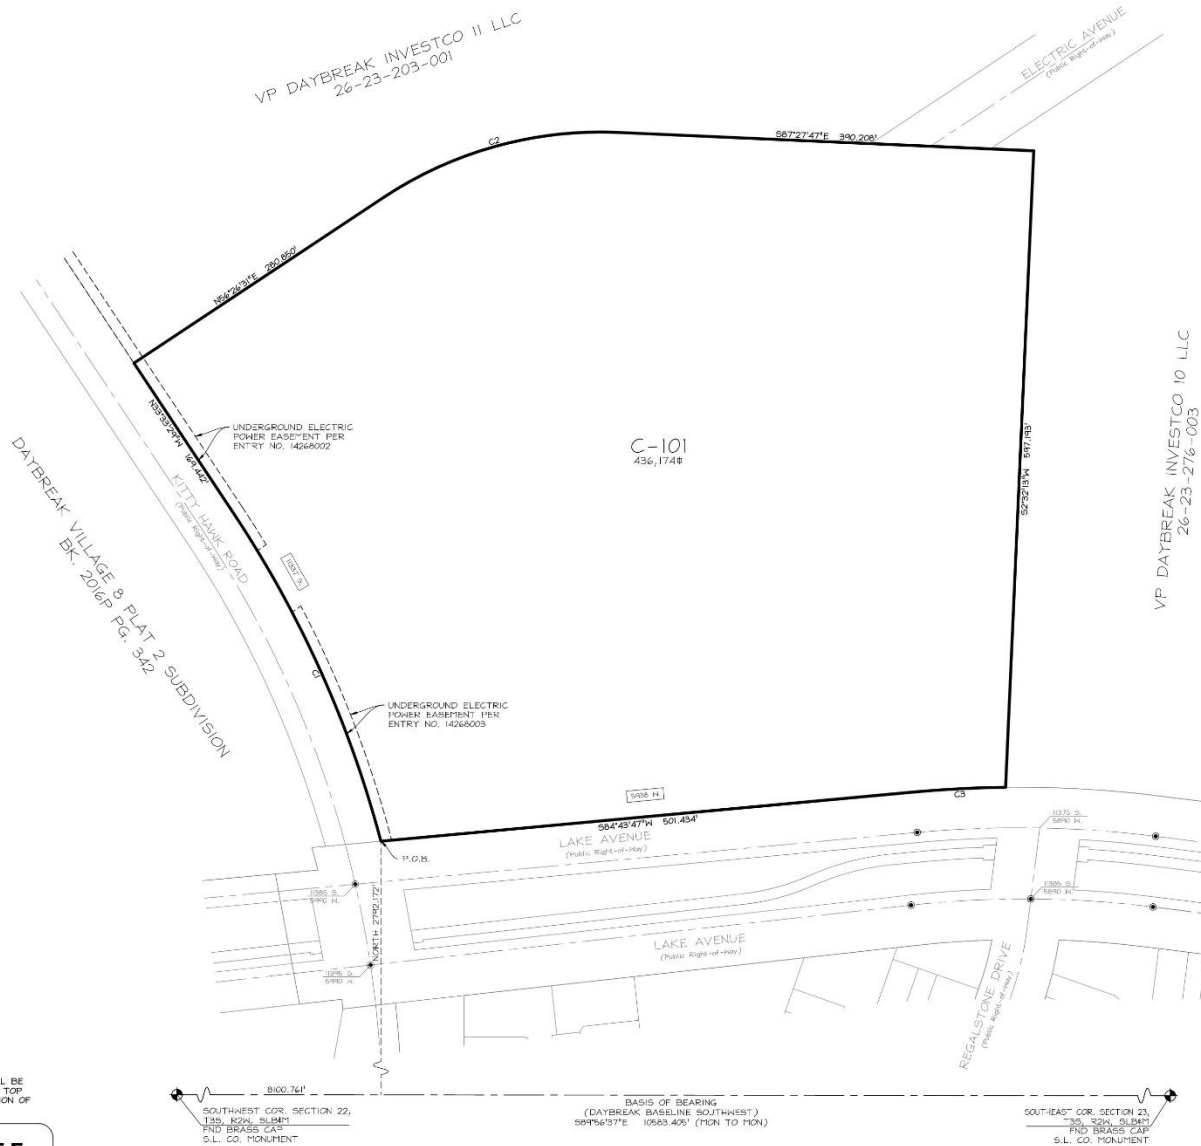 VP DAYBREAK INVESTCO 11 LLC
26-23-203-001
ELECTRIC AVENUE
(Public Right-of-Way)
C2
S87°27'47"E 390.208'
N56°26'31"E 280.850'
UNDERGROUND ELECTRIC
POWER EASEMENT PER
ENTRY NO. 14268002
N33°33'29"W 169.442'
KITTY HAWK ROAD
(Public Right-of-Way)
C-101
436,174#
S2°32'13"W 597.193'
VP DAYBREAK INVESTCO 10 LLC
26-23-276-003
DAYBREAK VILLAGE 8 PLAT 2 SUBDIVISION
BK. 2016P PG. 342
11337 S.
C1
UNDERGROUND ELECTRIC
POWER EASEMENT PER
ENTRY NO. 14268003
5938 W.
S84°43'47"W 501.434'
C3
P.O.B.
LAKE AVENUE
(Public Right-of-Way)
11375 S.
5890 W.
11385 S.
5990 W.
11385 S.
5890 W.
NORTH 2792.172'
LAKE AVENUE
(Public Right-of-Way)
11395 S.
5990 W.
REGALSTONE DRIVE
(Public Right-of-Way)
L BE
TOP
ION OF
8100.761'
BASIS OF BEARING
(DAYBREAK BASELINE SOUTHWEST)
S89°56'37"E 10583.405' (MON TO MON)
SOUTHWEST COR. SECTION 22,
T3S, R2W, SLB&M
FND BRASS CAP
S.L. CO. MONUMENT
SOUTHEAST COR. SECTION 23,
T3S, R2W, SLB&M
FND BRASS CAP
S.L. CO. MONUMENT